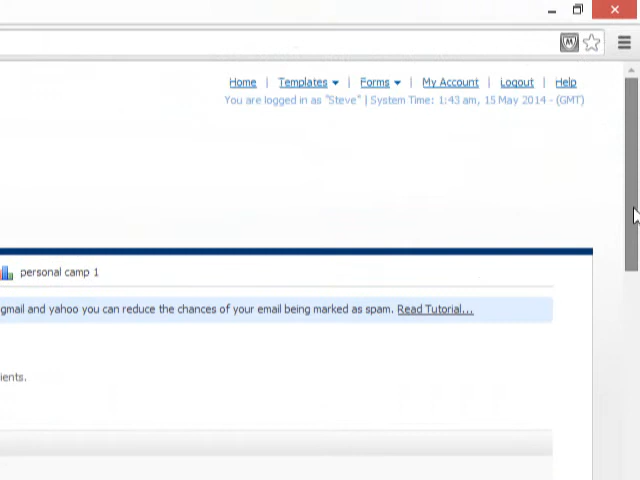 Home | Templates | Forms | My Account | Logout | Help
You are logged in as "Steve" | System Time: 1:43 am, 15 May 2014 - (GMT)
personal camp 1
gmail and yahoo you can reduce the chances of your email being marked as spam. Read Tutorial...
ients.